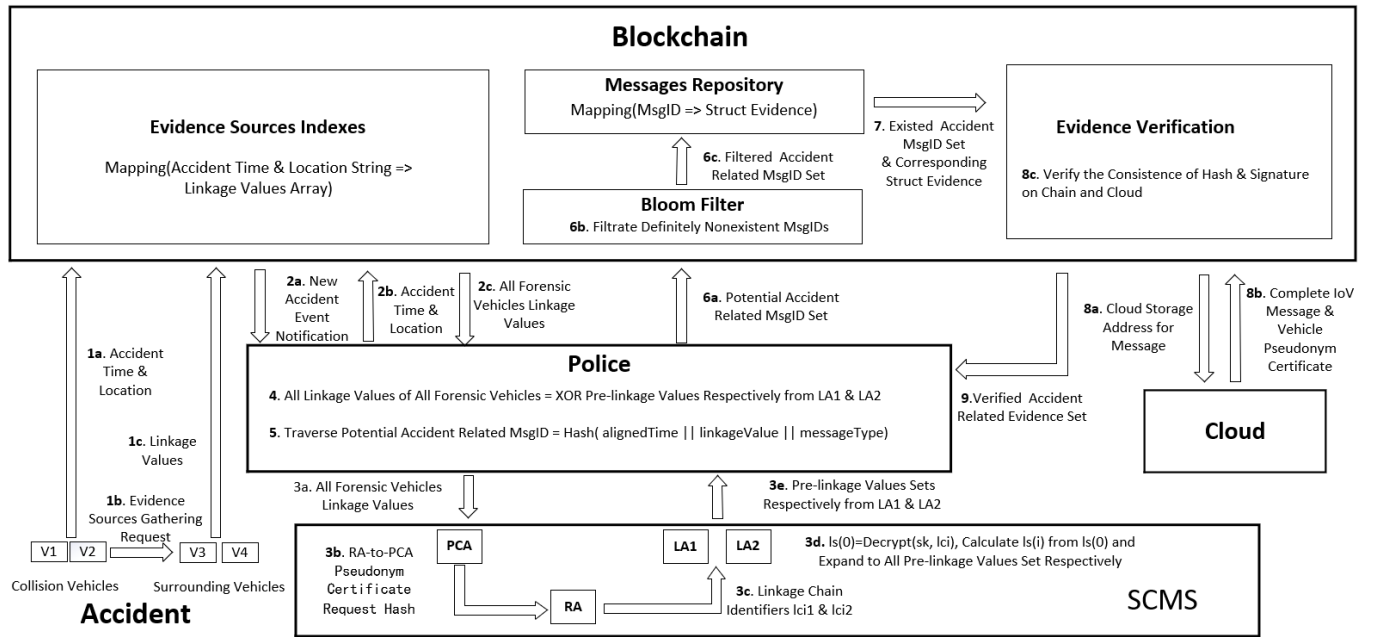 Blockchain
Evidence Sources Indexes
Mapping(Accident Time & Location String =>
Linkage Values Array)
Messages Repository
Mapping(MsgID => Struct Evidence)
6c. Filtered Accident
Related MsgID Set
Bloom Filter
6b. Filtrate Definitely Nonexistent MsgIDs
7. Existed Accident
MsgID Set
& Corresponding
Struct Evidence
Evidence Verification
8c. Verify the Consistence of Hash & Signature
on Chain and Cloud
1a. Accident
Time &
Location
1c. Linkage
Values
1b. Evidence
Sources Gathering
Request
V1
V2
V3
V4
Collision Vehicles
Surrounding Vehicles
Accident
2a. New
Accident
Event
Notification
2b. Accident
Time &
Location
2c. All Forensic
Vehicles Linkage
Values
6a. Potential Accident
Related MsgID Set
8a. Cloud Storage
Address for
Message
8b. Complete IoV
Message &
Vehicle
Pseudonym
Certificate
Police
4. All Linkage Values of All Forensic Vehicles = XOR Pre-linkage Values Respectively from LA1 & LA2
5. Traverse Potential Accident Related MsgID = Hash( alignedTime || linkageValue || messageType)
9.Verified Accident
Related Evidence Set
Cloud
3a. All Forensic Vehicles
Linkage Values
3e. Pre-linkage Values Sets
Respectively from LA1 & LA2
3b. RA-to-PCA
Pseudonym
Certificate
Request Hash
PCA
RA
LA1
LA2
3c. Linkage Chain
Identifiers lci1 & lci2
3d. ls(0)=Decrypt(sk, lci), Calculate ls(i) from ls(0) and
Expand to All Pre-linkage Values Set Respectively
SCMS